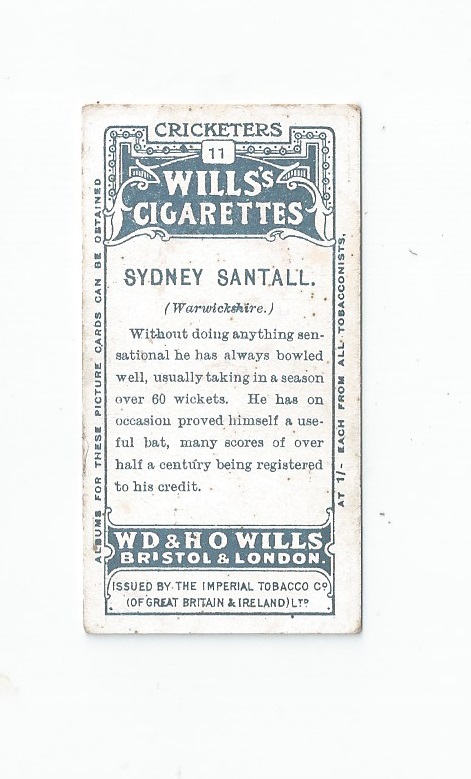 CRICKETERS
11
WILLS'S
CIGARETTES
SYDNEY SANTALL.
(Warwickshire.)
Without doing anything sen-
sational he has always bowled
well, usually taking in a season
over 60 wickets. He has on
occasion proved himself a use-
ful bat, many scores of over
half a century being registered
to his credit.
WD & HO WILLS
BRISTOL & LONDON.
ISSUED BY THE IMPERIAL TOBACCO Co
(OF GREAT BRITAIN & IRELAND) LTD
ALBUMS FOR THESE PICTURE CARDS CAN BE OBTAINED
AT 1/- EACH FROM ALL TOBACCONISTS.